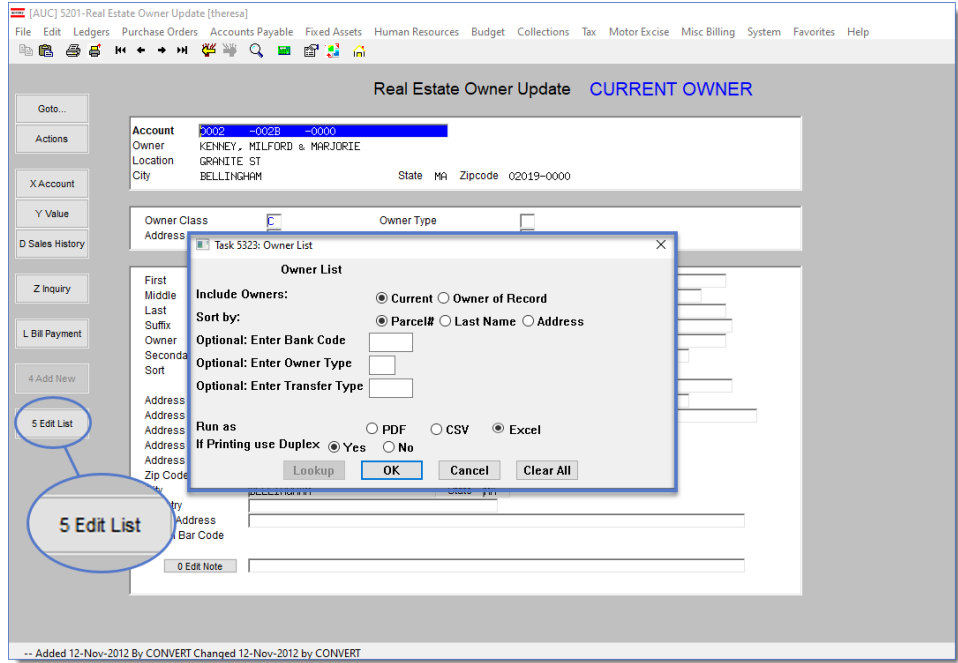 [AUC] 5201-Real Estate Owner Update [theresa]
File Edit Ledgers Purchase Orders Accounts Payable Fixed Assets Human Resources Budget Collections Tax Motor Excise Misc Billing System Favorites Help
Real Estate Owner Update CURRENT OWNER
Goto...
Actions
X Account
Y Value
D Sales History
Z Inquiry
L Bill Payment
4 Add New
5 Edit List
5 Edit List
Account 0002 -002B -0000
Owner KENNEY, MILFORD & MARJORIE
Location GRANITE ST
City BELLINGHAM State MA Zipcode 02019-0000
Owner Class C Owner Type
Address
Task 5323: Owner List
Owner List
Include Owners: Current Owner of Record
Sort by: Parcel# Last Name Address
Optional: Enter Bank Code
Optional: Enter Owner Type
Optional: Enter Transfer Type
Run as PDF CSV Excel
If Printing use Duplex Yes No
Lookup OK Cancel Clear All
First
Middle
Last
Suffix
Owner
Seconda
Sort
Address
Address
Address
Address
Address
Zip Code
BELLINGHAM State MA
try
Address
Bar Code
0 Edit Note
-- Added 12-Nov-2012 By CONVERT Changed 12-Nov-2012 by CONVERT